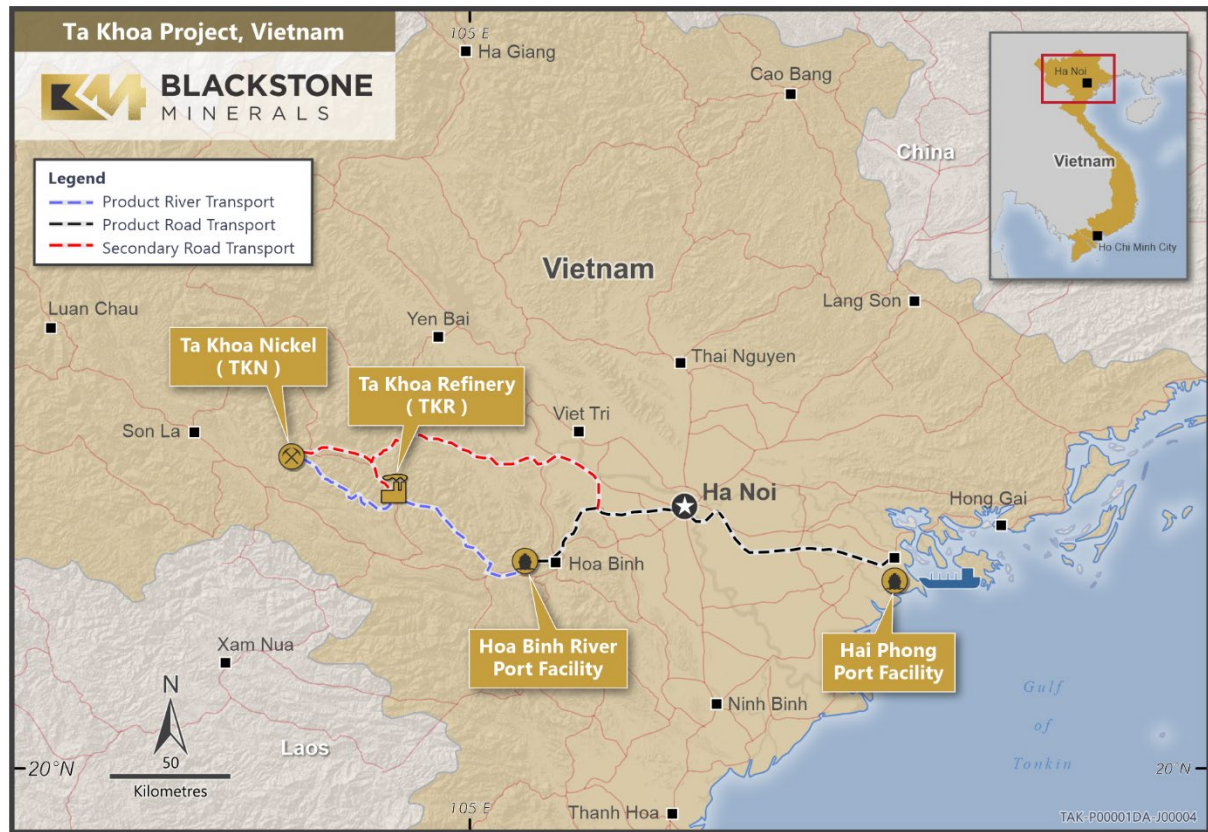 Ta Khoa Project, Vietnam
BLACKSTONE
MINERALS
Legend
Product River Transport
Product Road Transport
Secondary Road Transport
105 E
Ha Giang
Cao Bang
China
Ha Noi
Vietnam
Ho Chi Minh City
Vietnam
Luan Chau
Yen Bai
Lang Son
Thai Nguyen
Ta Khoa Nickel
( TKN )
Ta Khoa Refinery
( TKR )
Viet Tri
Son La
Ha Noi
Hong Gai
Hoa Binh
Hoa Binh River
Port Facility
Hai Phong
Port Facility
Xam Nua
N
Laos
Ninh Binh
Gulf
of
Tonkin
20°N
50
Kilometres
20°N
105 E
Thanh Hoa
TAK-P00001DA-J00004